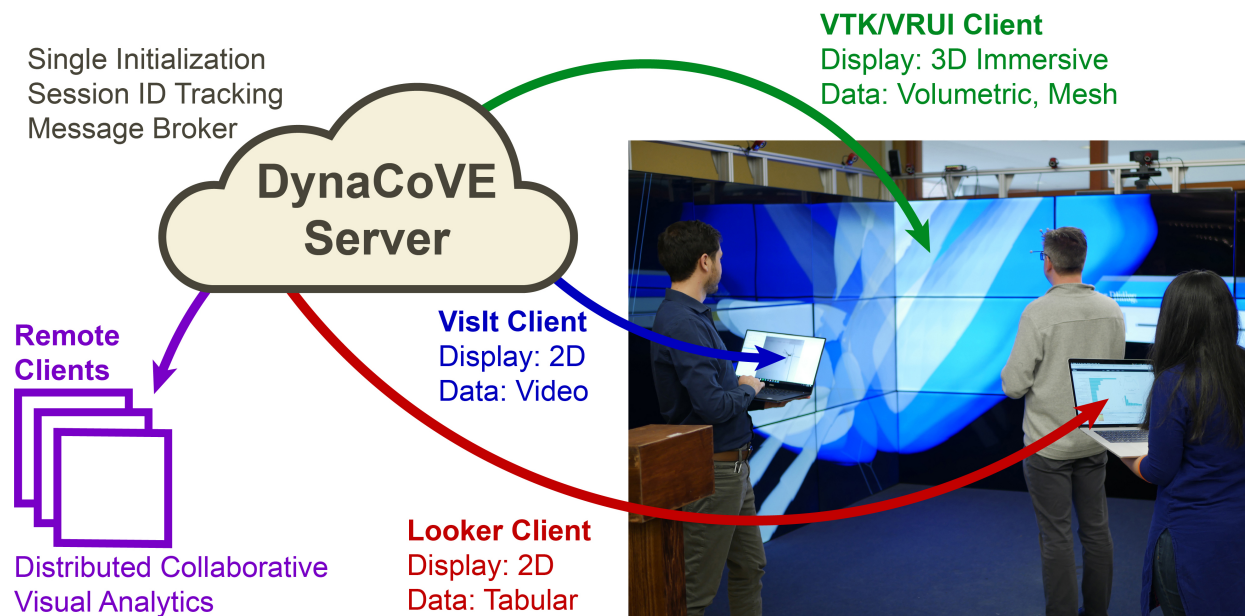 Single Initialization
Session ID Tracking
Message Broker
DynaCoVE
Server
VTK/VRUI Client
Display: 3D Immersive
Data: Volumetric, Mesh
VisIt Client
Display: 2D
Data: Video
Remote
Clients
Looker Client
Display: 2D
Data: Tabular
Distributed Collaborative
Visual Analytics